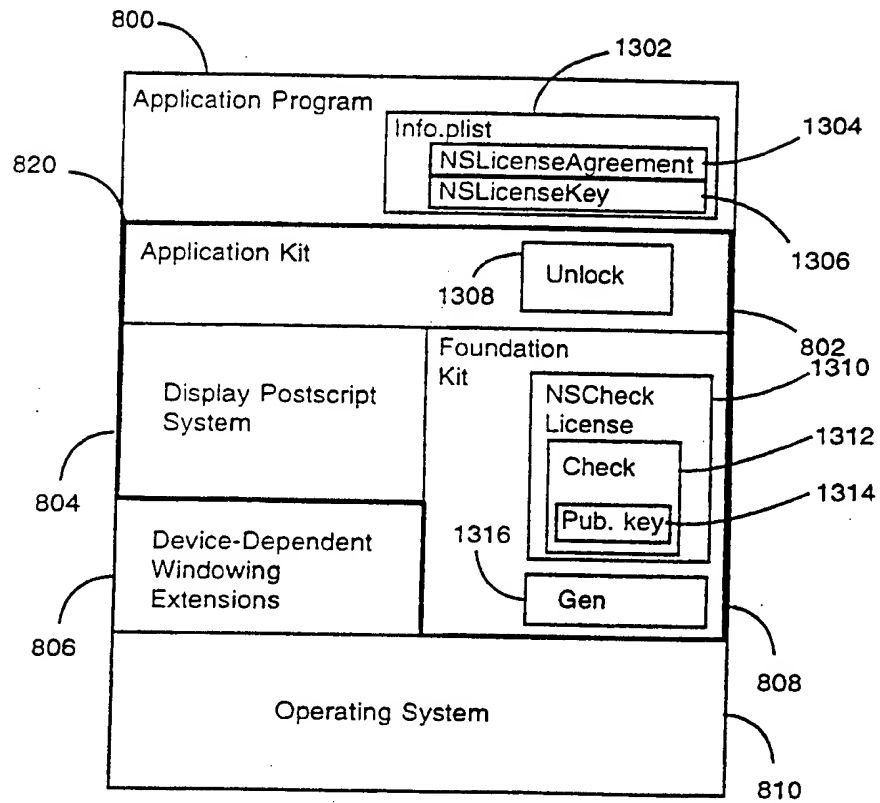 800
1302
Application Program
Info.plist
1304
NSLicenseAgreement
820
NSLicenseKey
1306
Application Kit
1308
Unlock
802
Foundation
Kit
1310
Display Postscript
System
NSCheck
License
1312
Check
804
1314
Pub. key
1316
Device-Dependent
Windowing
Extensions
Gen
806
808
Operating System
810